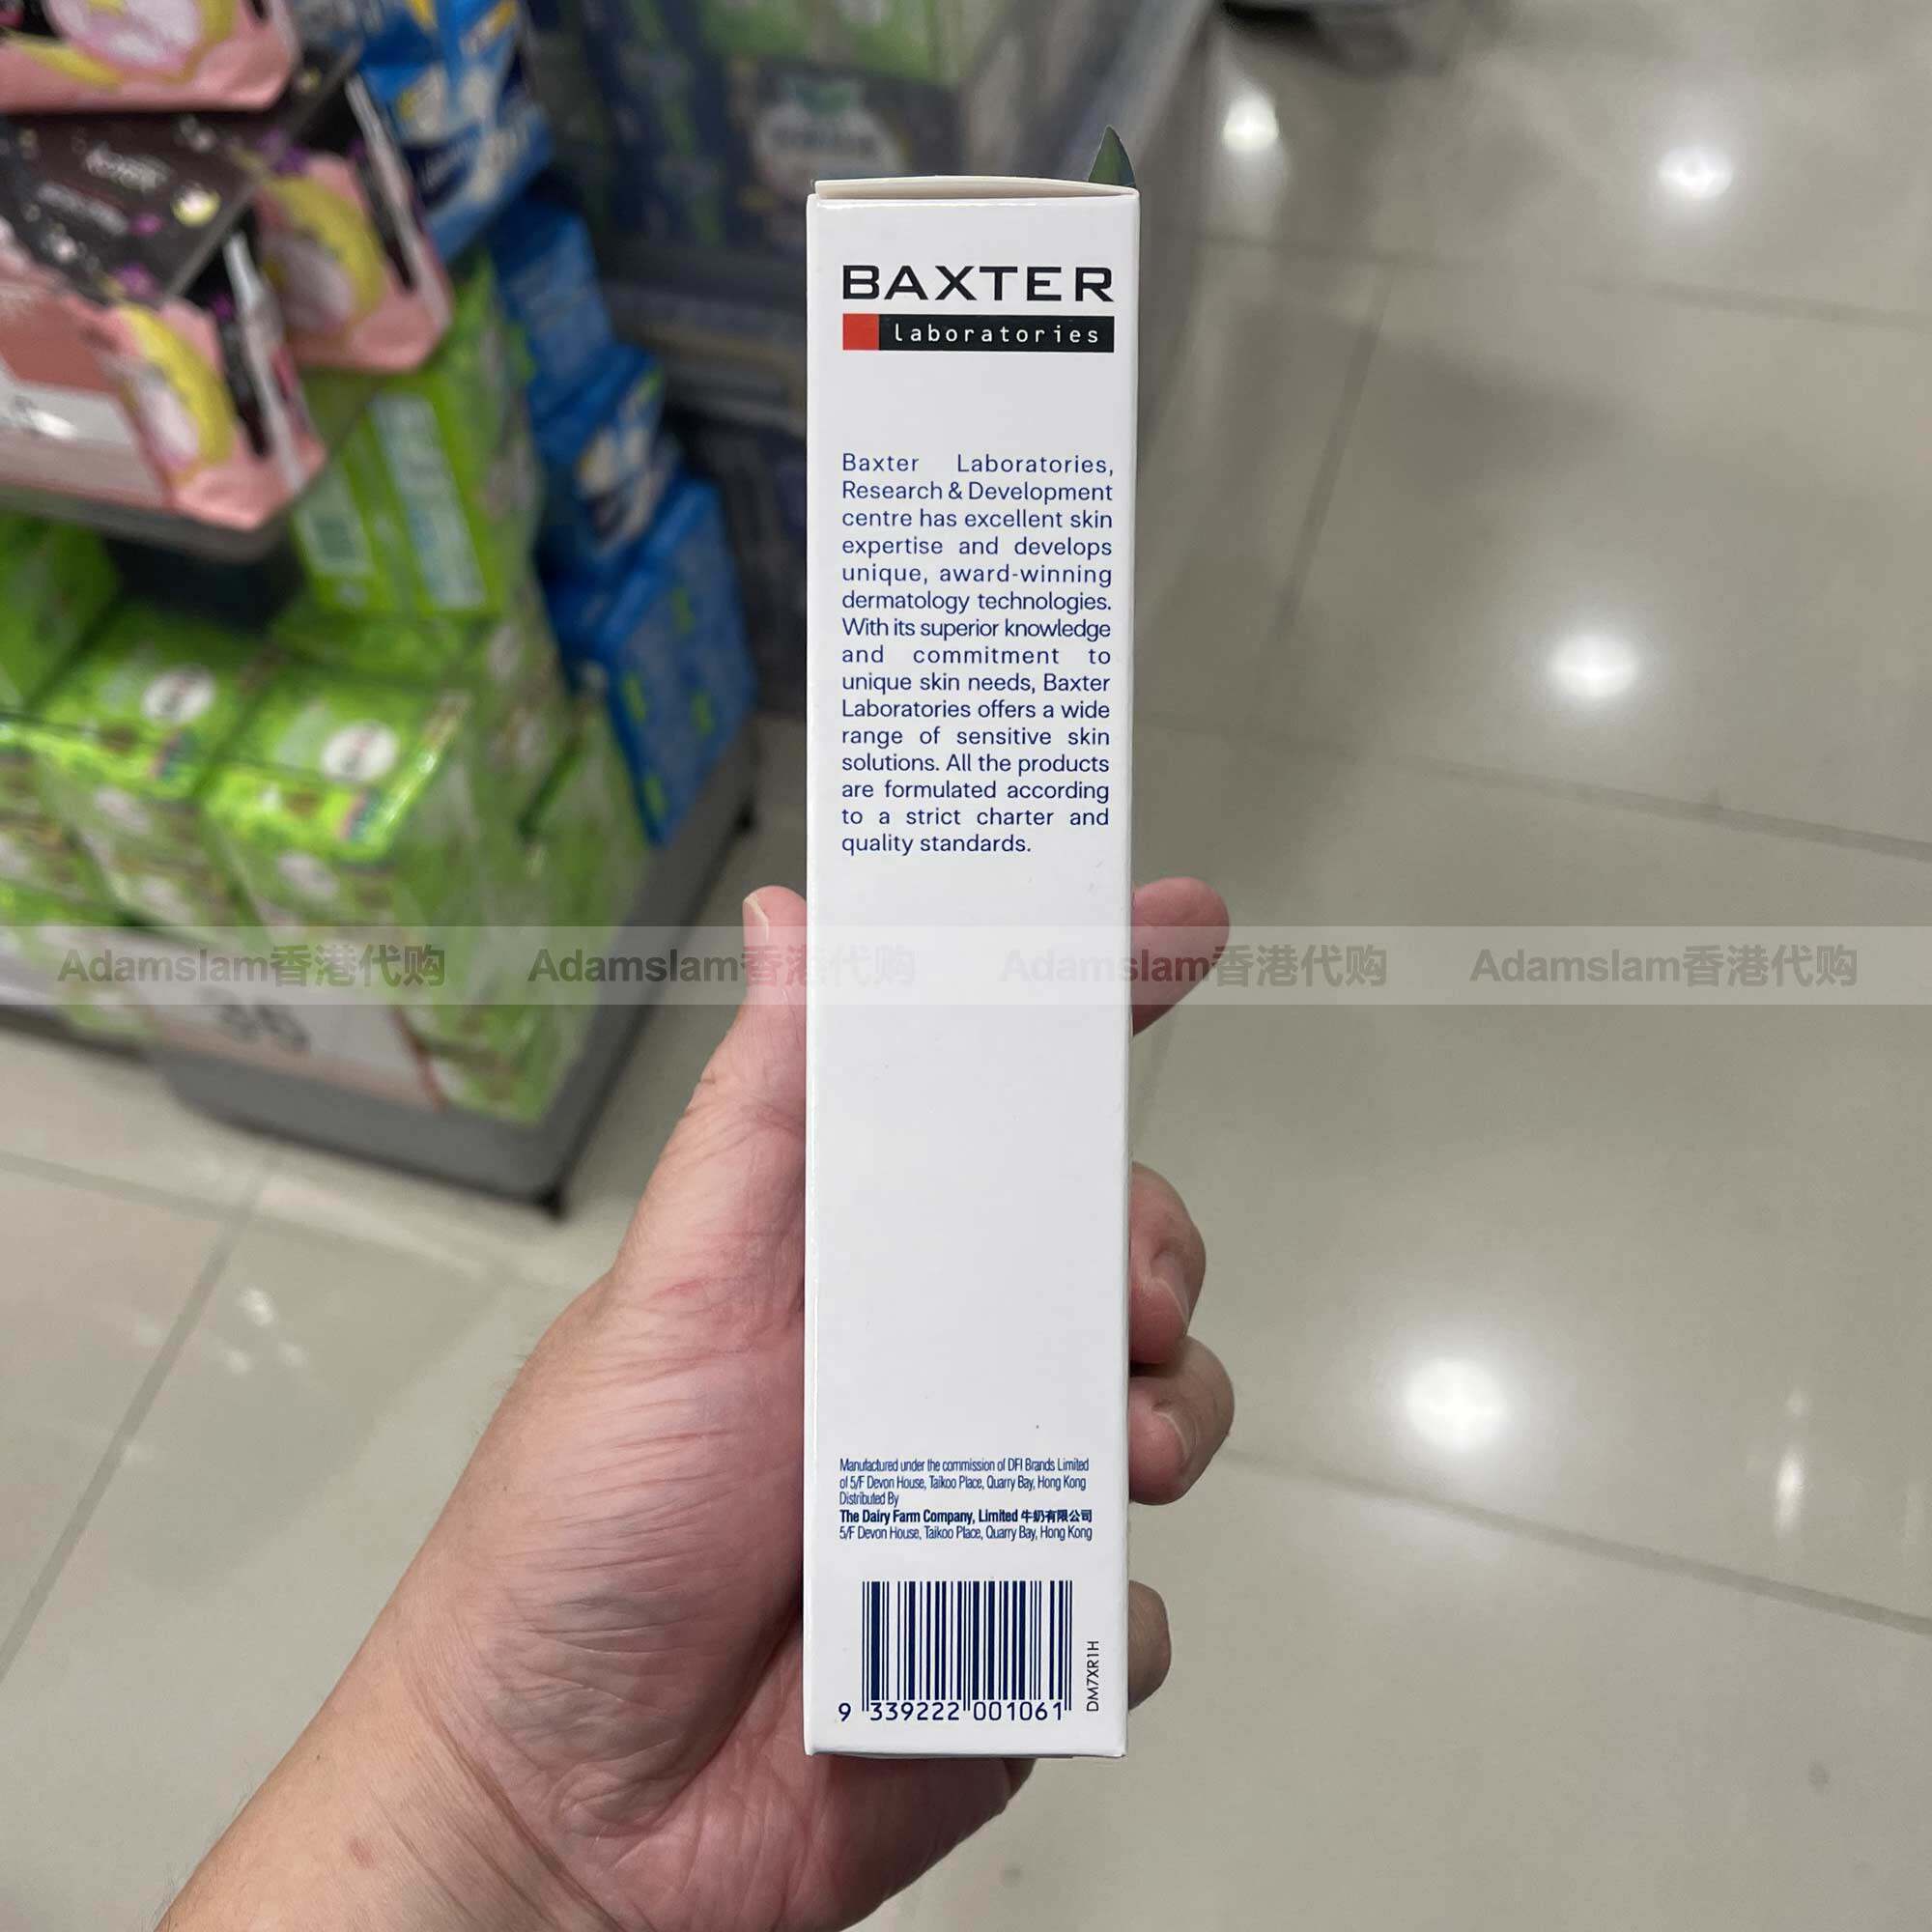 BAXTER
laboratories
Baxter Laboratories,
Research & Development
centre has excellent skin
expertise and develops
unique, award-winning
dermatology technologies.
With its superior knowledge
and commitment to
unique skin needs, Baxter
Laboratories offers a wide
range of sensitive skin
solutions. All the products
are formulated according
to a strict charter and
quality standards.
Adamslam香港代购 Adamslam香港代购 Adamslam香港代购 Adamslam香港代购
Manufactured under the commission of DFI Brands Limited
of 5/F Devon House, Taikoo Place, Quarry Bay, Hong Kong
Distributed By
The Dairy Farm Company, Limited 牛奶有限公司
5/F Devon House, Taikoo Place, Quarry Bay, Hong Kong
DM7XR1H
9 339222 001061